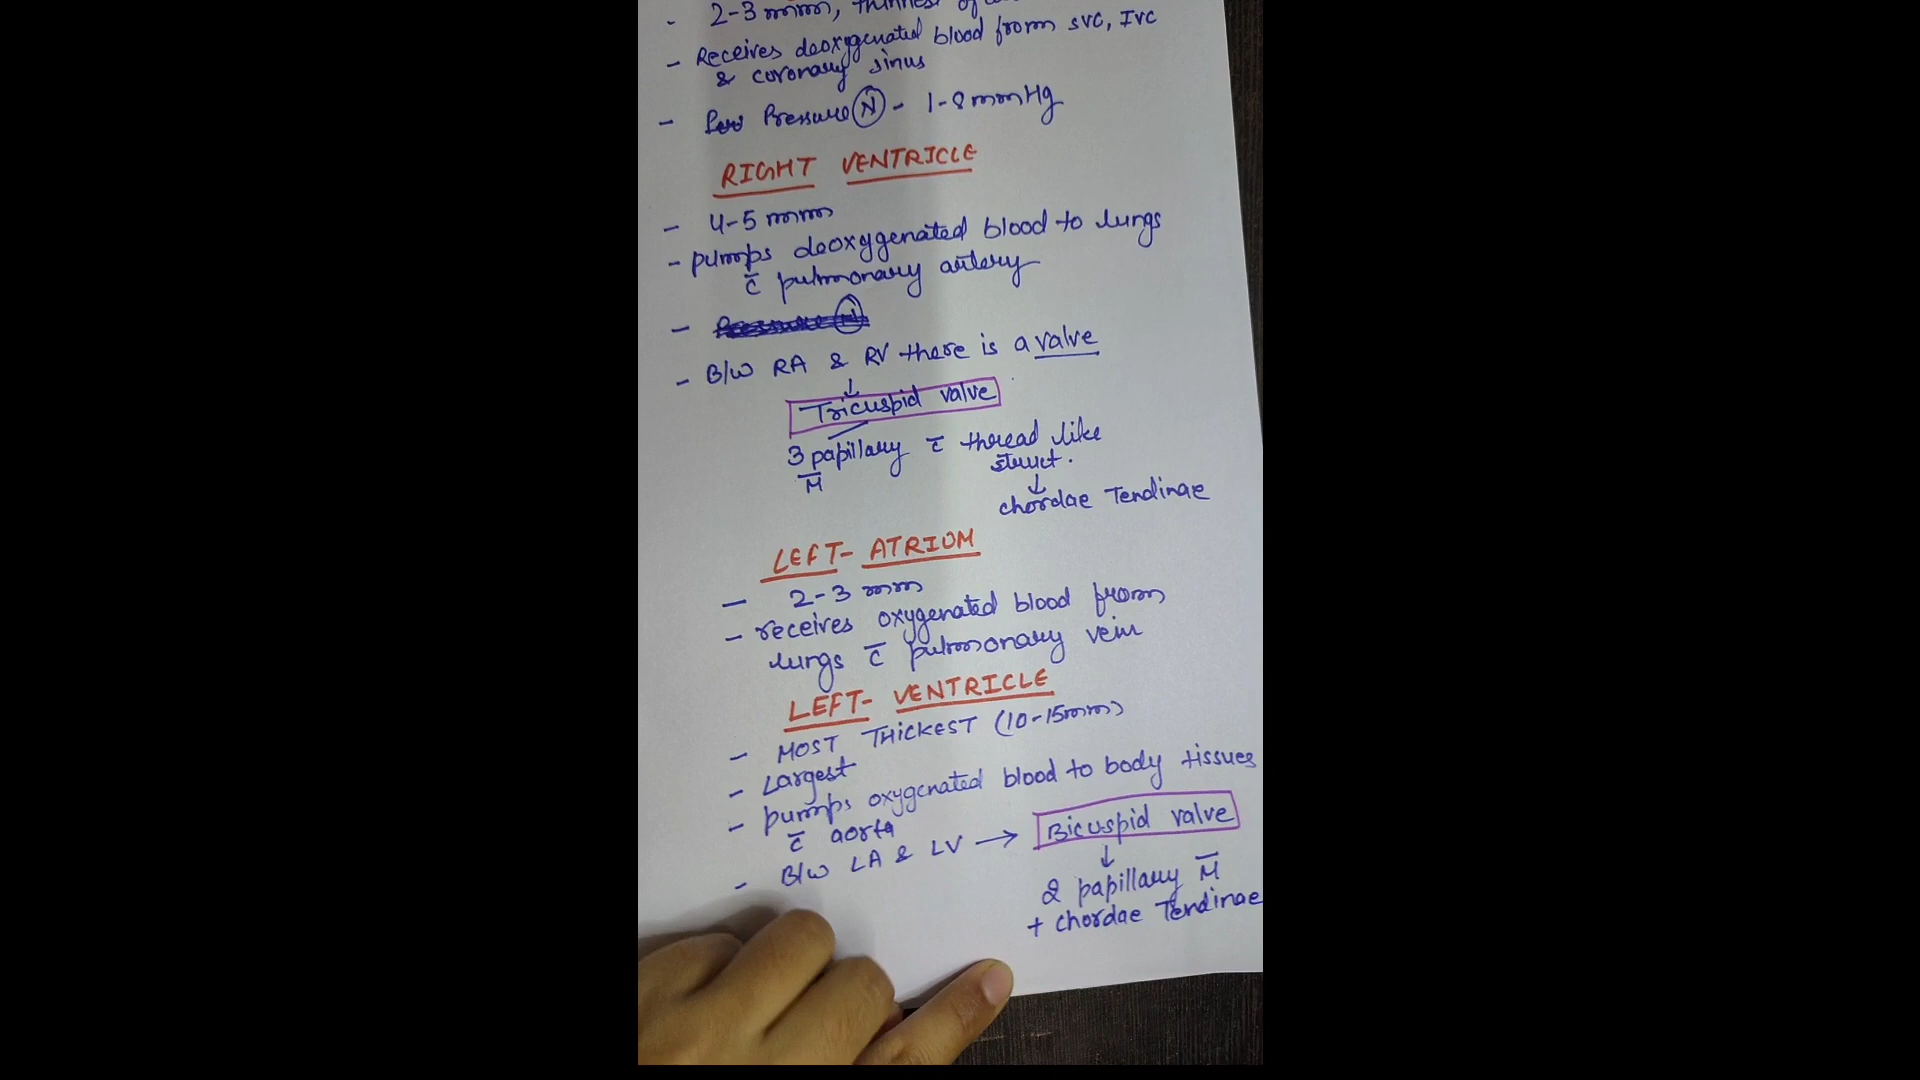 - 2-3 mm, thinnest of
- Receives deoxygenated blood from SVC, IVC
& coronary sinus
- Pressure Ⓝ - 1-8 mmHg
RIGHT VENTRICLE
- 4-5 mm
- pumps deoxygenated blood to lungs
c̄ pulmonary artery
-
- B/W RA & RV there is a valve
↓
Tricuspid valve
3 papillary c̄ thread like
M̄ struct.
↓
chordae Tendinae
LEFT- ATRIUM
- 2-3 mm
- receives oxygenated blood from
lungs c̄ pulmonary vein
LEFT- VENTRICLE
- MOST THICKEST (10-15mm)
- Largest
- pumps oxygenated blood to body tissues
c̄ aorta
- B/W LA & LV → Bicuspid valve
↓
2 papillary M̄
+ chordae Tendinae